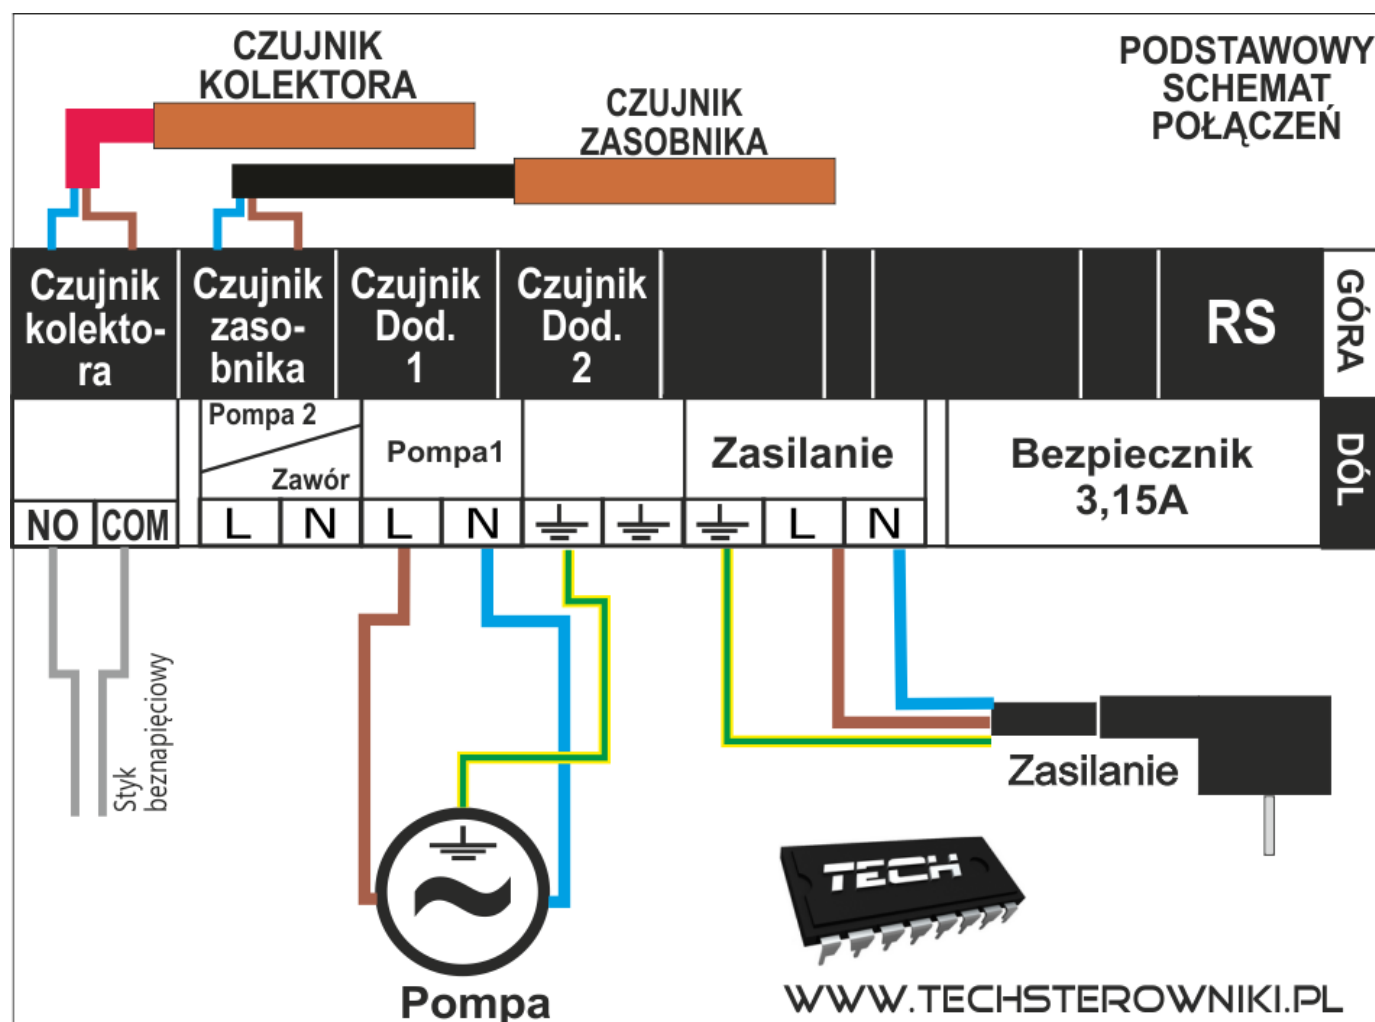 CZUJNIK
KOLEKTORA
CZUJNIK
ZASOBNIKA
PODSTAWOWY
SCHEMAT
POŁĄCZEŃ
Czujnik
kolekto-
ra
Czujnik
zaso-
bnika
Czujnik
Dod.
1
Czujnik
Dod.
2
RS
GÓRA
Pompa 2
Zawór
Pompa1
Zasilanie
Bezpiecznik
3,15A
DÓL
NO COM
L N
L N
L N
Styk
beznapięciowy
Zasilanie
TECH
Pompa
WWW.TECHSTEROWNIKI.PL